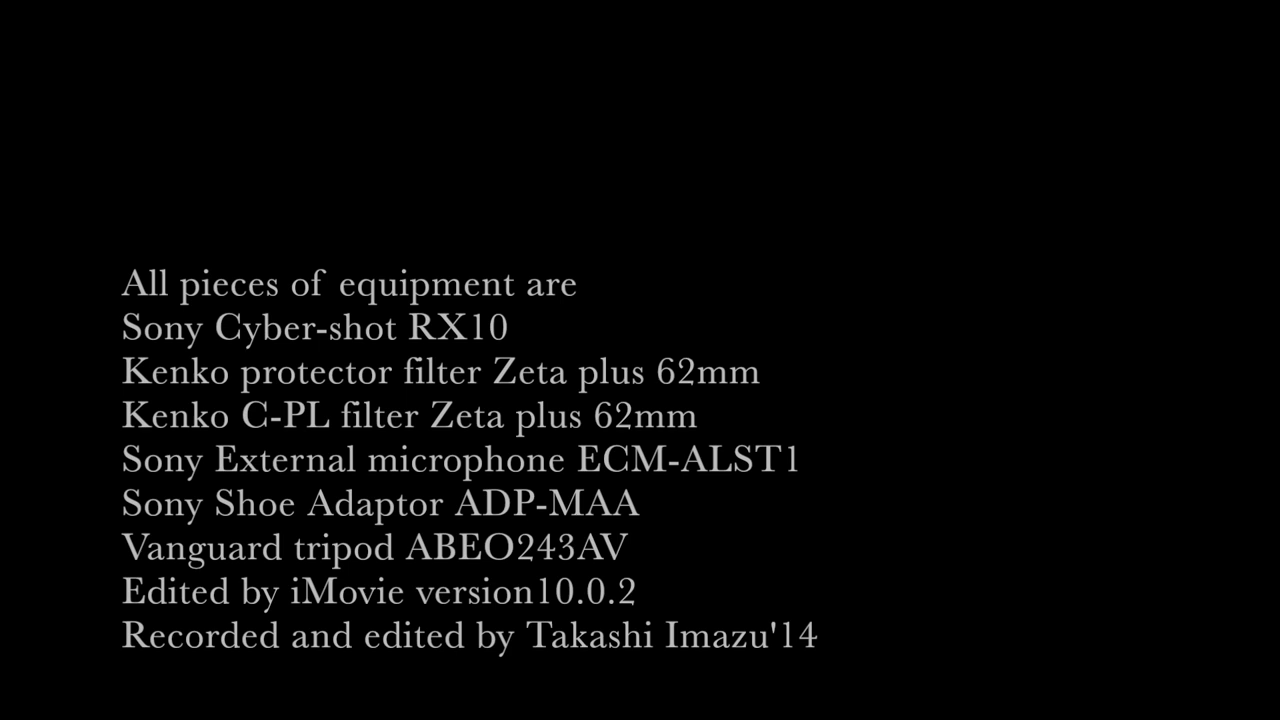 All pieces of equipment are
Sony Cyber-shot RX10
Kenko protector filter Zeta plus 62mm
Kenko C-PL filter Zeta plus 62mm
Sony External microphone ECM-ALST1
Sony Shoe Adaptor ADP-MAA
Vanguard tripod ABEO243AV
Edited by iMovie version10.0.2
Recorded and edited by Takashi Imazu'14